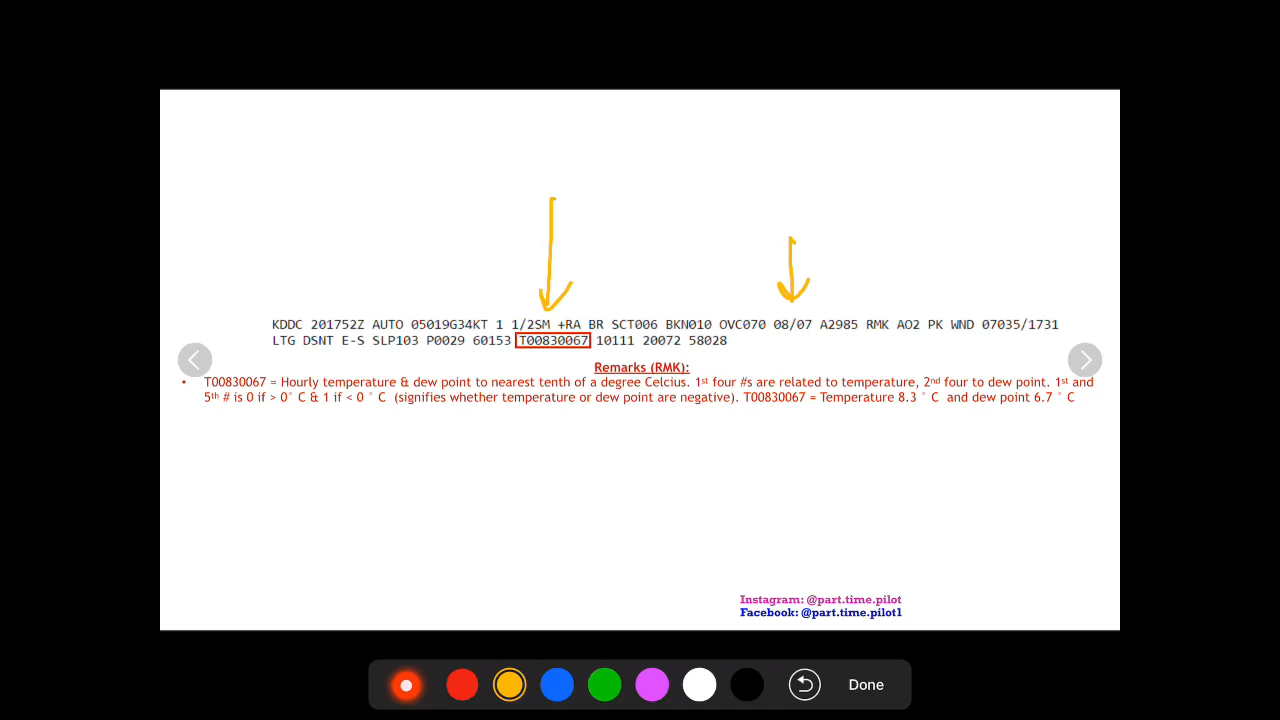 KDDC 201752Z AUTO 05019G34KT 1 1/2SM +RA BR SCT006 BKN010 OVC070 08/07 A2985 RMK AO2 PK WND 07035/1731
LTG DSNT E-S SLP103 P0029 60153 T00830067 10111 20072 58028
Remarks (RMK):
• T00830067 = Hourly temperature & dew point to nearest tenth of a degree Celcius. 1st four #s are related to temperature, 2nd four to dew point. 1st and
5th # is 0 if > 0° C & 1 if < 0 ° C (signifies whether temperature or dew point are negative). T00830067 = Temperature 8.3 ° C and dew point 6.7 ° C
Instagram: @part.time.pilot
Facebook: @part.time.pilot1
Done